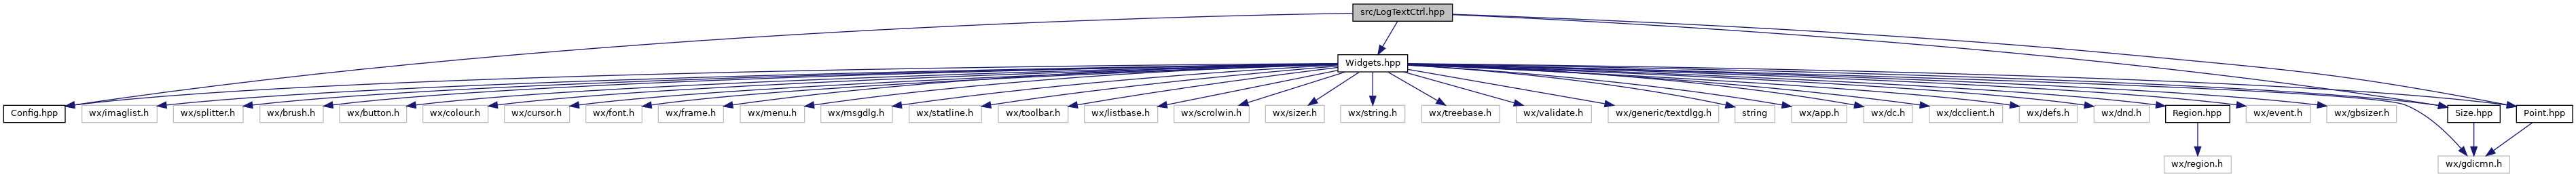 src/LogTextCtrl.hpp
Widgets.hpp
Config.hpp
wx/imaglist.h
wx/splitter.h
wx/brush.h
wx/button.h
wx/colour.h
wx/cursor.h
wx/font.h
wx/frame.h
wx/menu.h
wx/msgdlg.h
wx/statline.h
wx/toolbar.h
wx/listbase.h
wx/scrolwin.h
wx/sizer.h
wx/string.h
wx/treebase.h
wx/validate.h
wx/generic/textdlgg.h
string
wx/app.h
wx/dc.h
wx/dcclient.h
wx/defs.h
wx/dnd.h
Region.hpp
wx/event.h
wx/gbsizer.h
Size.hpp
Point.hpp
wx/region.h
wx/gdicmn.h